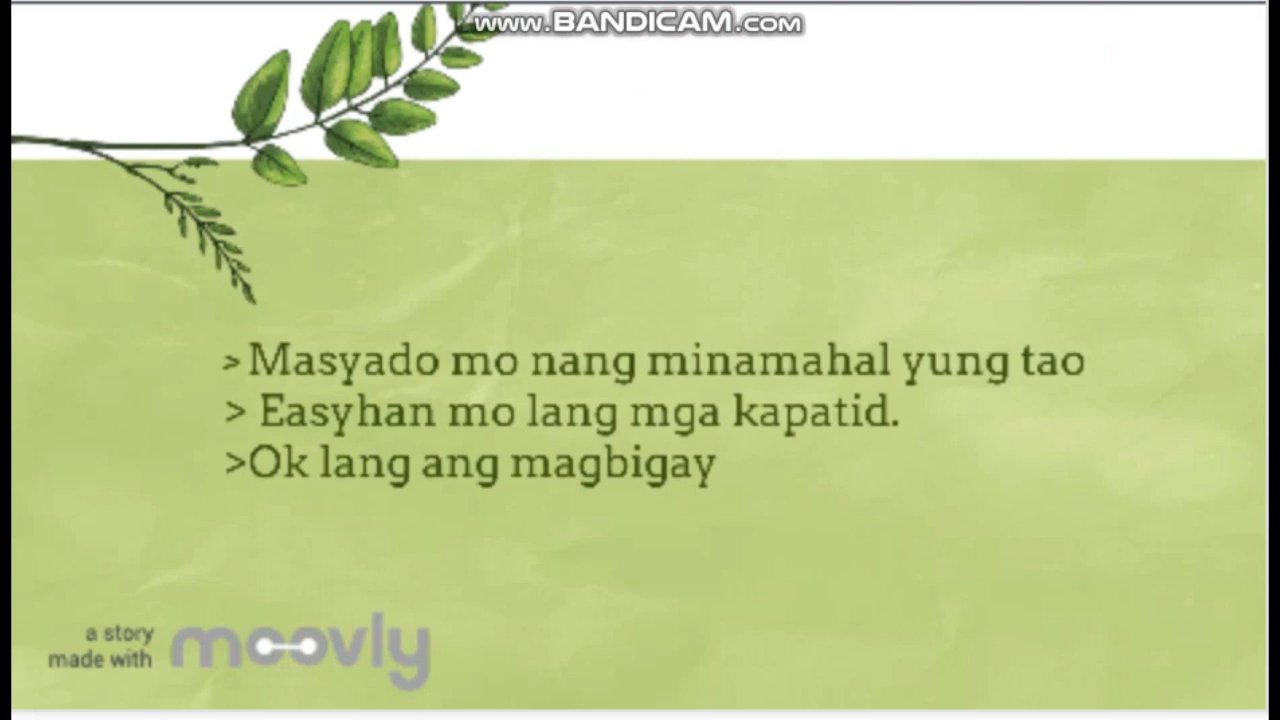 www.BANDICAM.com
> Masyado mo nang minamahal yung tao
> Easyhan mo lang mga kapatid.
>Ok lang ang magbigay
a story
made with
moovly